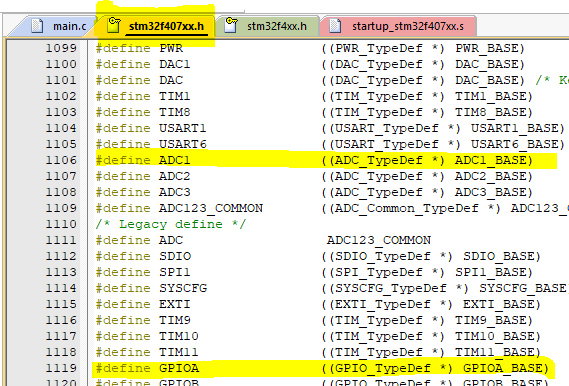 main.c stm32f407xx.h stm32f4xx.h startup_stm32f407xx.s
1099 #define PWR ((PWR_TypeDef *) PWR_BASE)
1100 #define DAC1 ((DAC_TypeDef *) DAC_BASE)
1101 #define DAC ((DAC_TypeDef *) DAC_BASE) /* K
1102 #define TIM1 ((TIM_TypeDef *) TIM1_BASE)
1103 #define TIM8 ((TIM_TypeDef *) TIM8_BASE)
1104 #define USART1 ((USART_TypeDef *) USART1_BASE)
1105 #define USART6 ((USART_TypeDef *) USART6_BASE)
1106 #define ADC1 ((ADC_TypeDef *) ADC1_BASE)
1107 #define ADC2 ((ADC_TypeDef *) ADC2_BASE)
1108 #define ADC3 ((ADC_TypeDef *) ADC3_BASE)
1109 #define ADC123_COMMON ((ADC_Common_TypeDef *) ADC123_
1110 /* Legacy define */
1111 #define ADC ADC123_COMMON
1112 #define SDIO ((SDIO_TypeDef *) SDIO_BASE)
1113 #define SPI1 ((SPI_TypeDef *) SPI1_BASE)
1114 #define SYSCFG ((SYSCFG_TypeDef *) SYSCFG_BASE)
1115 #define EXTI ((EXTI_TypeDef *) EXTI_BASE)
1116 #define TIM9 ((TIM_TypeDef *) TIM9_BASE)
1117 #define TIM10 ((TIM_TypeDef *) TIM10_BASE)
1118 #define TIM11 ((TIM_TypeDef *) TIM11_BASE)
1119 #define GPIOA ((GPIO_TypeDef *) GPIOA_BASE)
1120 #define GPIOB ((GPIO_TypeDef *) GPIOB_BASE)